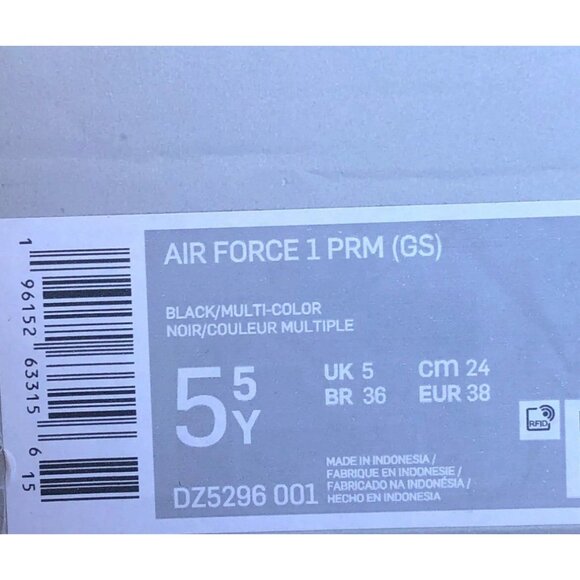 AIR FORCE 1 PRM (GS)
BLACK/MULTI-COLOR
NOIR/COULEUR MULTIPLE
5 5 Y
UK 5 cm 24
BR 36 EUR 38
RFID
MADE IN INDONESIA /
FABRIQUE EN INDONESIE /
FABRICADO NA INDONÉSIA /
HECHO EN INDONESIA
DZ5296 001
1 96152 63315 6 15